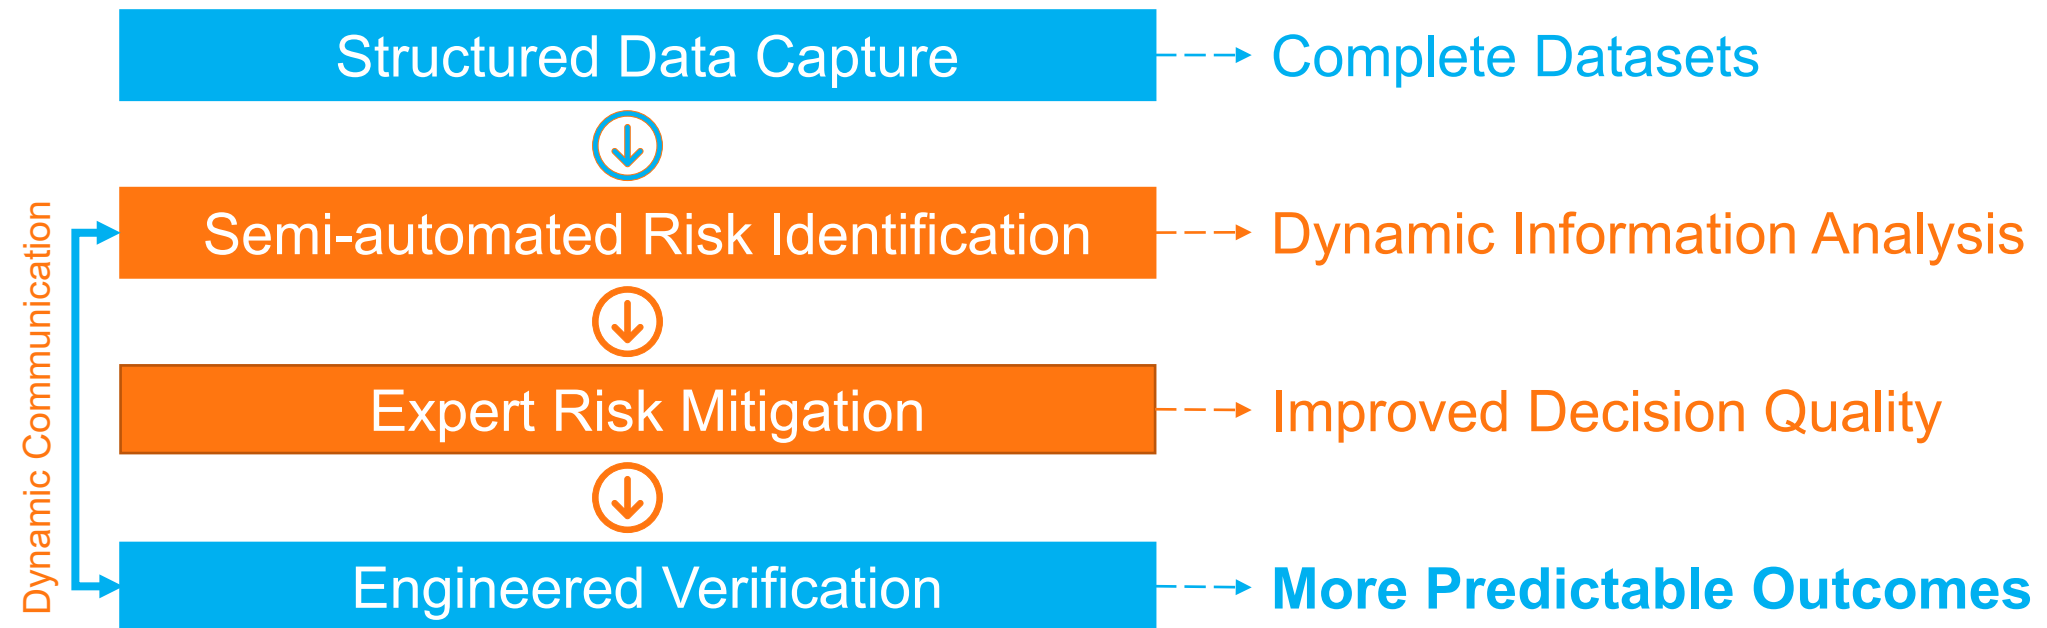 Structured Data Capture
Complete Datasets
Semi-automated Risk Identification
Dynamic Information Analysis
Expert Risk Mitigation
Improved Decision Quality
Engineered Verification
More Predictable Outcomes
Dynamic Communication